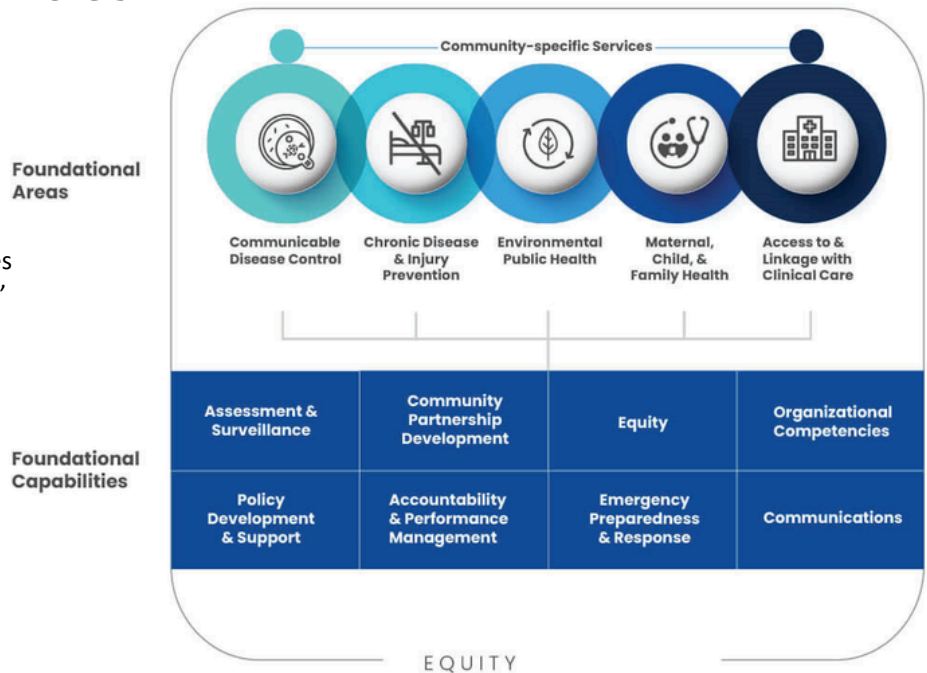 Community-specific Services
Foundational
Areas
Communicable
Disease Control
Chronic Disease
& Injury
Prevention
Environmental
Public Health
Maternal,
Child, &
Family Health
Access to &
Linkage with
Clinical Care
es
,
Foundational
Capabilities
Assessment &
Surveillance
Community
Partnership
Development
Equity
Organizational
Competencies
Policy
Development
& Support
Accountability
& Performance
Management
Emergency
Preparedness
& Response
Communications
EQUITY